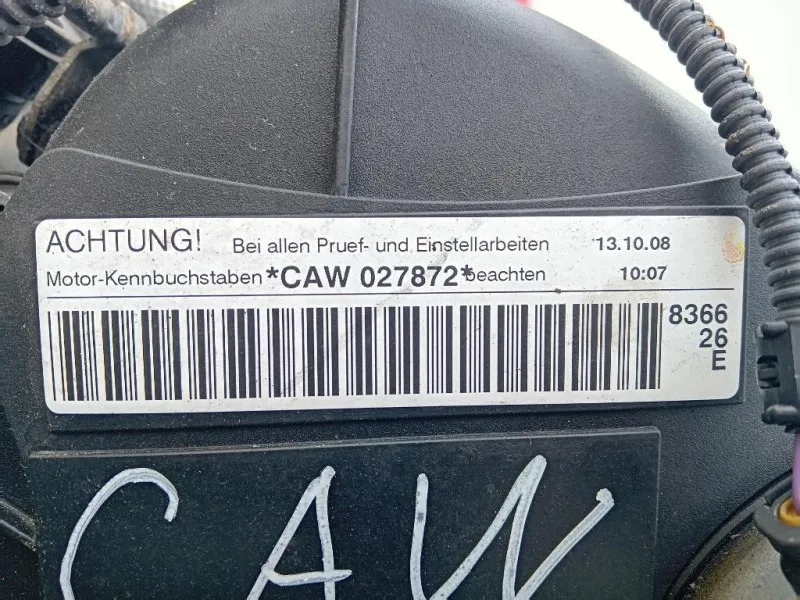 ACHTUNG! Bei allen Pruef- und Einstellarbeiten 13.10.08
Motor-Kennbuchstaben *CAW 027872* beachten 10:07
8366
26
E
CAW